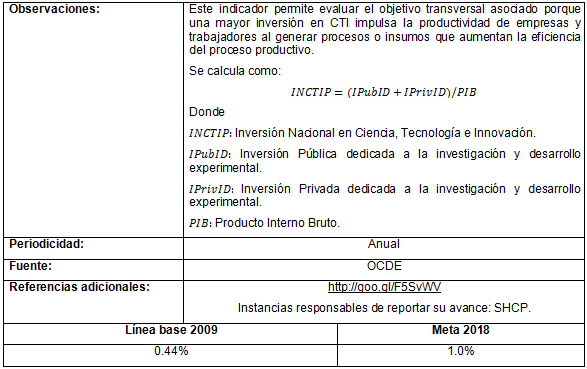 Observaciones:
Este indicador permite evaluar el objetivo transversal asociado porque
una mayor inversión en CTI impulsa la productividad de empresas y
trabajadores al generar procesos o insumos que aumentan la eficiencia
del proceso productivo.
Se calcula como:
INCTIP = (IPubID + IPrivID)/PIB
Donde
INCTIP: Inversión Nacional en Ciencia, Tecnología e Innovación.
IPubID: Inversión Pública dedicada a la investigación y desarrollo
experimental.
IPrivID: Inversión Privada dedicada a la investigación y desarrollo
experimental.
PIB: Producto Interno Bruto.
Periodicidad: Anual
Fuente: OCDE
Referencias adicionales: http://goo.gl/F5SvWV
Instancias responsables de reportar su avance: SHCP.
Línea base 2009 Meta 2018
0.44% 1.0%